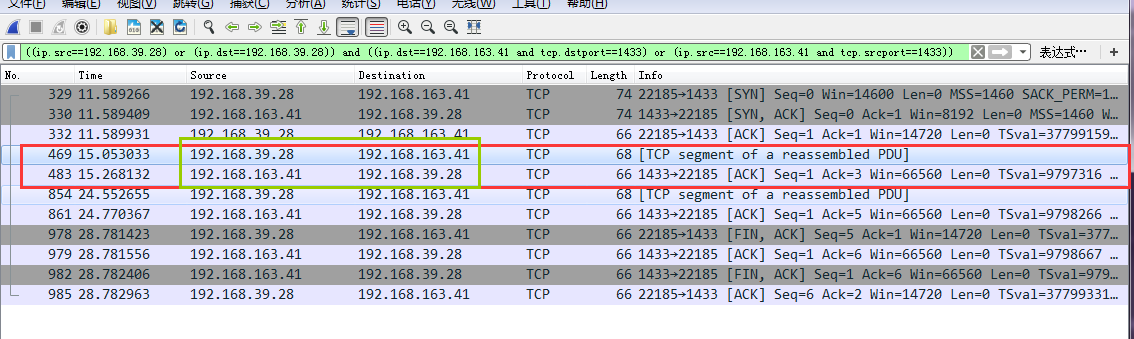 文件(F) 编辑(E) 视图(V) 跳转(G) 捕获(C) 分析(A) 统计(S) 电话(Y) 无线(W) 工具(T) 帮助(H)
((ip.src==192.168.39.28) or (ip.dst==192.168.39.28)) and ((ip.dst==192.168.163.41 and tcp.dstport==1433) or (ip.src==192.168.163.41 and tcp.srcport==1433)) 表达式… +
No. Time Source Destination Protocol Length Info
329 11.589266 192.168.39.28 192.168.163.41 TCP 74 22185→1433 [SYN] Seq=0 Win=14600 Len=0 MSS=1460 SACK_PERM=1…
330 11.589409 192.168.163.41 192.168.39.28 TCP 74 1433→22185 [SYN, ACK] Seq=0 Ack=1 Win=8192 Len=0 MSS=1460 W…
332 11.589931 192.168.39.28 192.168.163.41 TCP 66 22185→1433 [ACK] Seq=1 Ack=1 Win=14720 Len=0 TSval=37799159…
469 15.053033 192.168.39.28 192.168.163.41 TCP 68 [TCP segment of a reassembled PDU]
483 15.268132 192.168.163.41 192.168.39.28 TCP 66 1433→22185 [ACK] Seq=1 Ack=3 Win=66560 Len=0 TSval=9797316 …
854 24.552655 192.168.39.28 192.168.163.41 TCP 68 [TCP segment of a reassembled PDU]
861 24.770367 192.168.163.41 192.168.39.28 TCP 66 1433→22185 [ACK] Seq=1 Ack=5 Win=66560 Len=0 TSval=9798266 …
978 28.781423 192.168.39.28 192.168.163.41 TCP 66 22185→1433 [FIN, ACK] Seq=5 Ack=1 Win=14720 Len=0 TSval=377…
979 28.781556 192.168.163.41 192.168.39.28 TCP 66 1433→22185 [ACK] Seq=1 Ack=6 Win=66560 Len=0 TSval=9798667 …
982 28.782406 192.168.163.41 192.168.39.28 TCP 66 1433→22185 [FIN, ACK] Seq=1 Ack=6 Win=66560 Len=0 TSval=979…
985 28.782963 192.168.39.28 192.168.163.41 TCP 66 22185→1433 [ACK] Seq=6 Ack=2 Win=14720 Len=0 TSval=37799331…